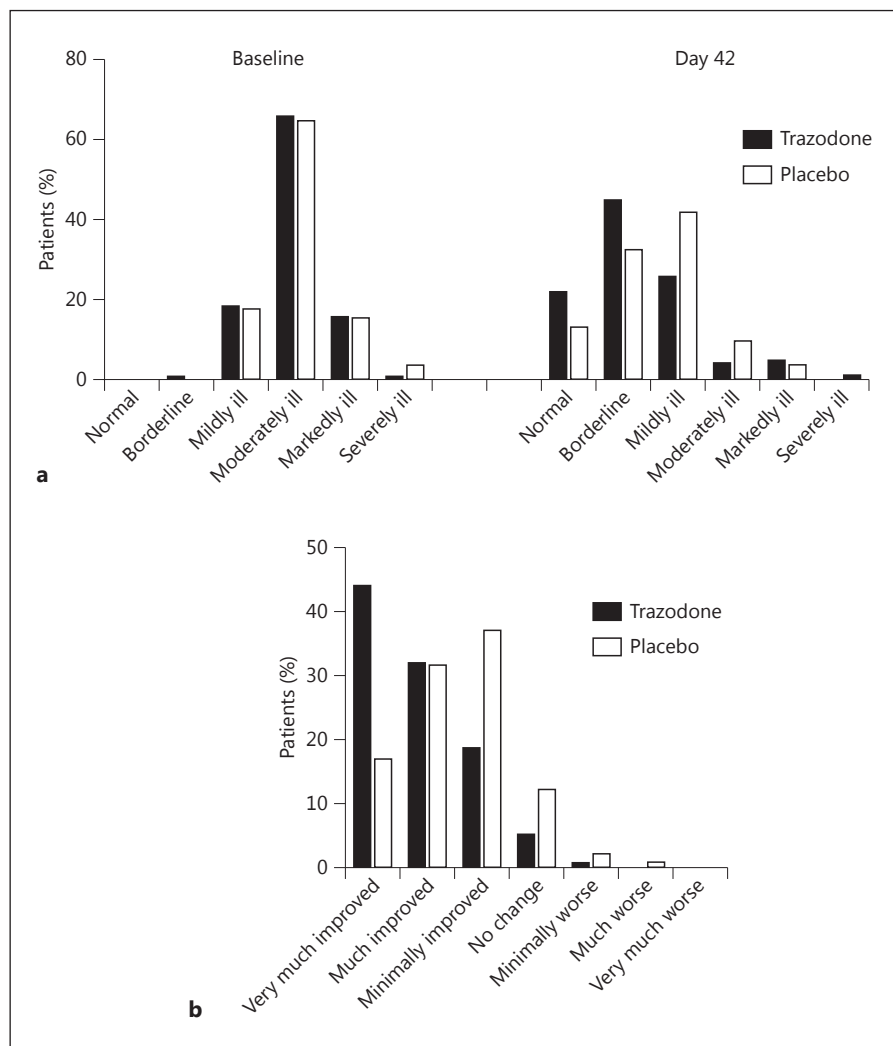 Baseline
Day 42
80
60
40
20
0
Patients (%)
Trazodone
Placebo
Normal
Borderline
Mildly ill
Moderately ill
Markedly ill
Severely ill
Normal
Borderline
Mildly ill
Moderately ill
Markedly ill
Severely ill
a
50
40
30
20
10
0
Patients (%)
Trazodone
Placebo
Very much improved
Much improved
Minimally improved
No change
Minimally worse
Much worse
Very much worse
b